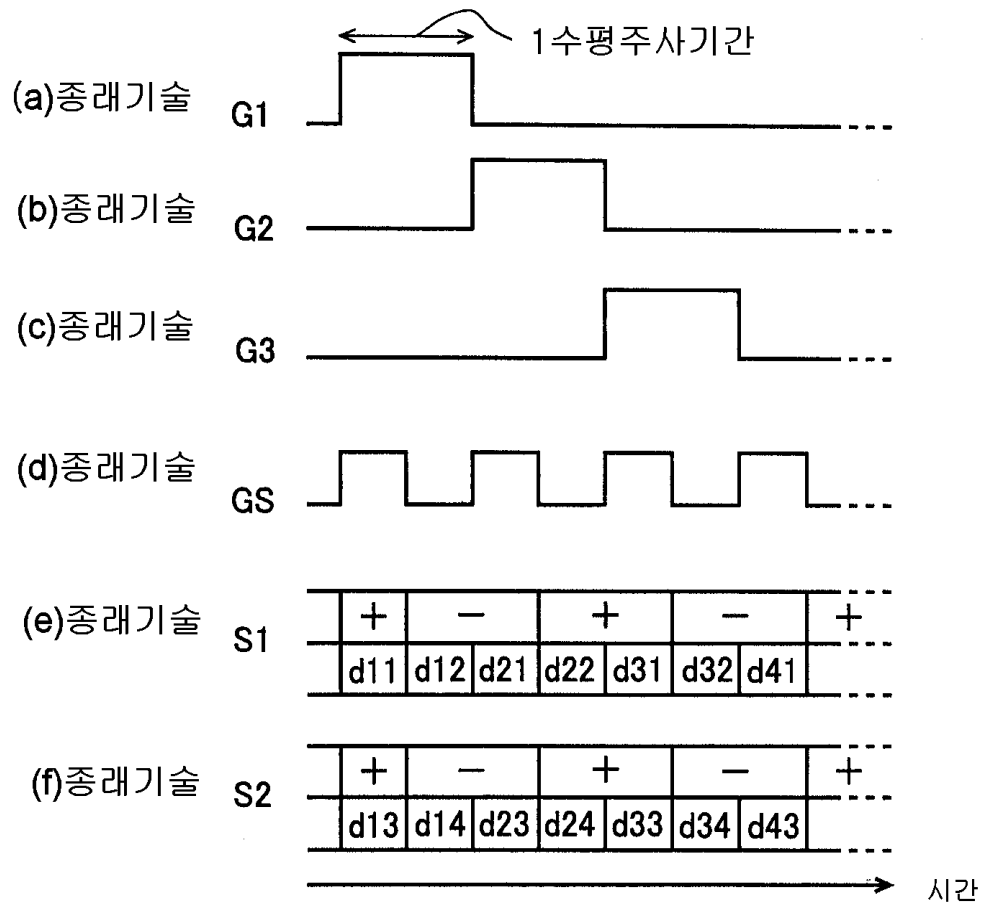 1수평주사기간
(a)종래기술 G1
(b)종래기술 G2
(c)종래기술 G3
(d)종래기술 GS
(e)종래기술 S1
+ − + − +
d11 d12 d21 d22 d31 d32 d41
(f)종래기술 S2
+ − + − +
d13 d14 d23 d24 d33 d34 d43
시간